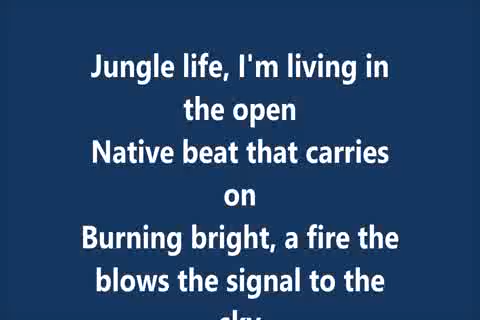 Jungle life, I'm living in
the open
Native beat that carries
on
Burning bright, a fire the
blows the signal to the
sky